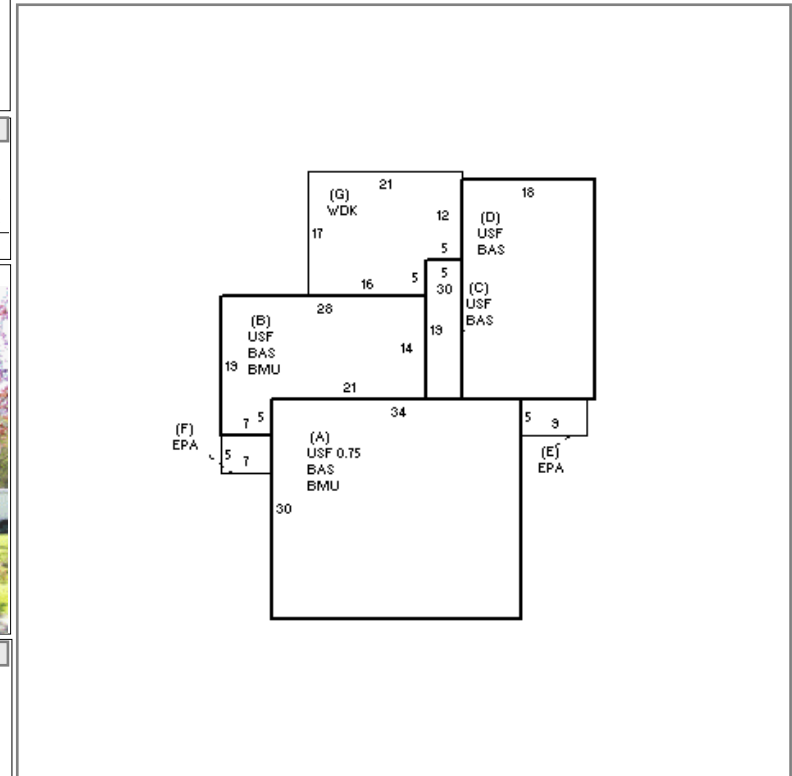 21
(G)
WDK
17
12
5
16
5
18
(D)
USF
BAS
5
30
(C)
USF
BAS
19
28
(B)
USF
BAS
BMU
19
14
21
7
5
(F)
EPA
5
7
34
(A)
USF 0.75
BAS
BMU
30
5
9
(E)
EPA